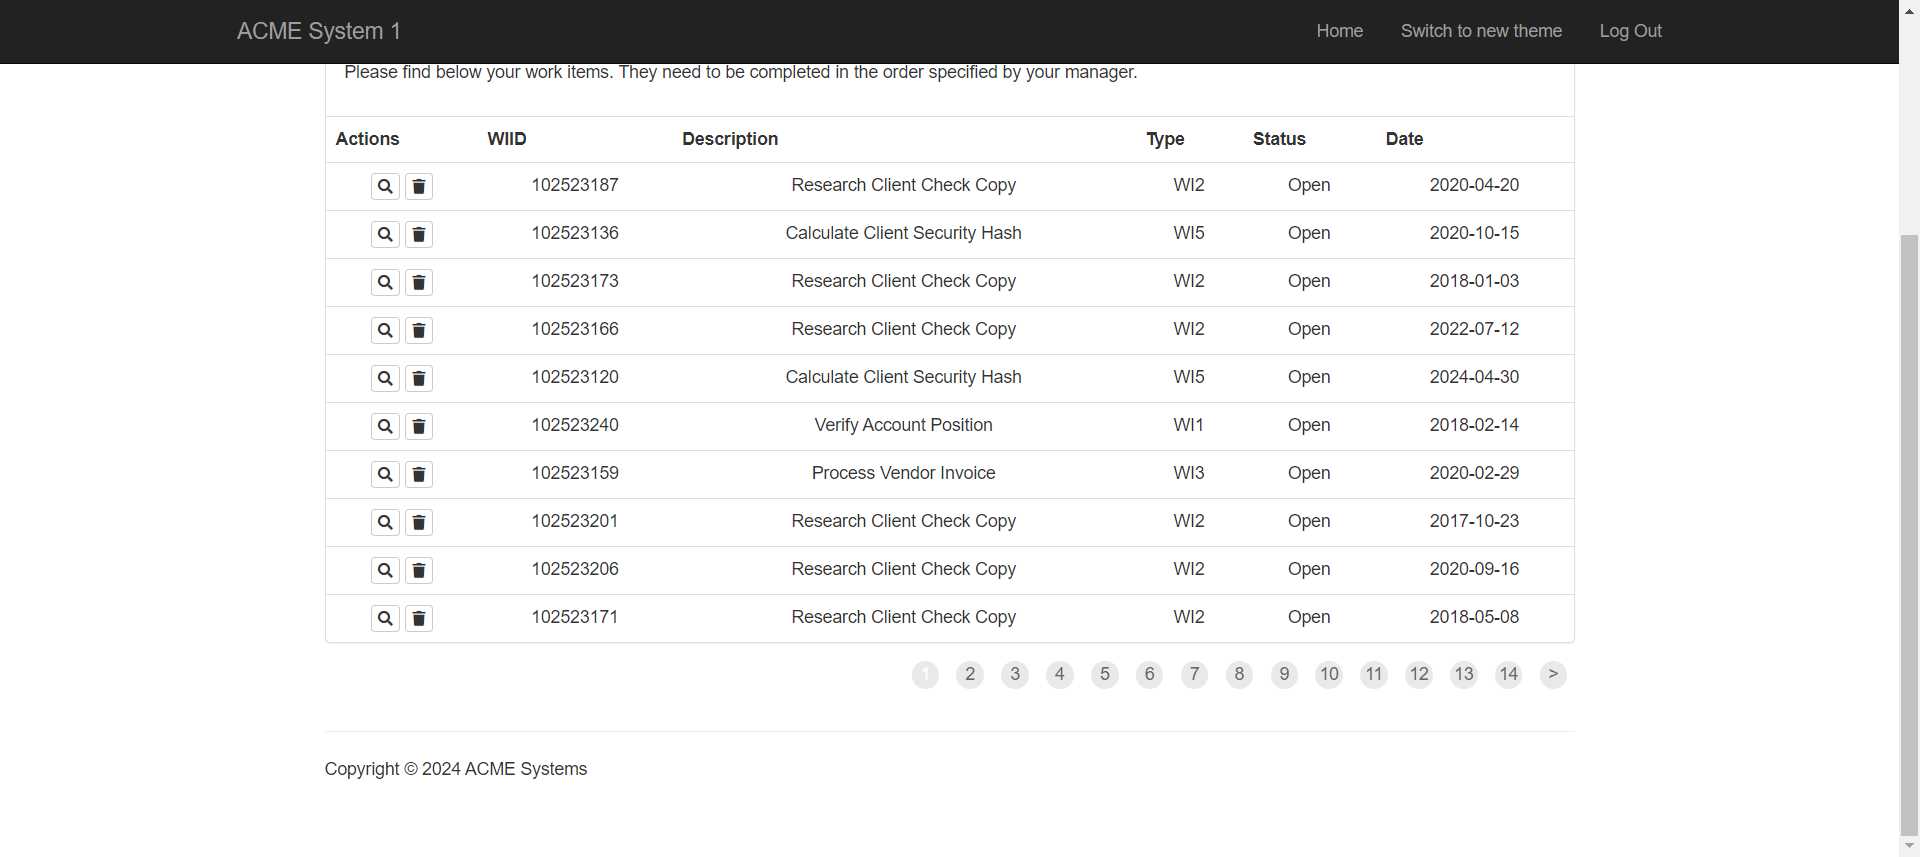 ACME System 1 Home Switch to new theme Log Out
Please find below your work items. They need to be completed in the order specified by your manager.
Actions WIID Description Type Status Date
102523187 Research Client Check Copy WI2 Open 2020-04-20
102523136 Calculate Client Security Hash WI5 Open 2020-10-15
102523173 Research Client Check Copy WI2 Open 2018-01-03
102523166 Research Client Check Copy WI2 Open 2022-07-12
102523120 Calculate Client Security Hash WI5 Open 2024-04-30
102523240 Verify Account Position WI1 Open 2018-02-14
102523159 Process Vendor Invoice WI3 Open 2020-02-29
102523201 Research Client Check Copy WI2 Open 2017-10-23
102523206 Research Client Check Copy WI2 Open 2020-09-16
102523171 Research Client Check Copy WI2 Open 2018-05-08
1 2 3 4 5 6 7 8 9 10 11 12 13 14 >
Copyright © 2024 ACME Systems